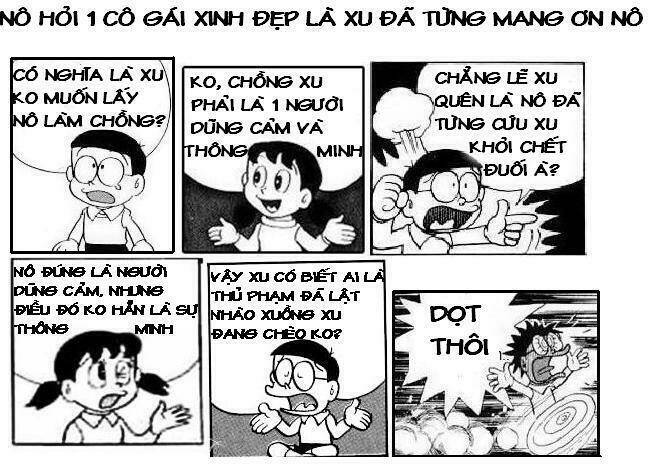 NÔ HỎI 1 CÔ GÁI XINH ĐẸP LÀ XU ĐÃ TỪNG MANG ƠN NÔ
CÓ NGHĨA LÀ XU
KO MUỐN LẤY
NÔ LÀM CHỒNG?
KO, CHỒNG XU
PHẢI LÀ 1 NGƯỜI
DŨNG CẢM VÀ
THÔNG MINH
CHẲNG LẼ XU
QUÊN LÀ NÔ ĐÃ
TỪNG CỨU XU
KHỎI CHẾT
ĐUỐI À?
NÔ ĐÚNG LÀ NGƯỜI
DŨNG CẢM, NHƯNG
ĐIỀU ĐÓ KO HẲN LÀ SỰ
THÔNG MINH
VẬY XU CÓ BIẾT AI LÀ
THỦ PHẠM ĐÃ LẬT
NHÁO XUỒNG XU
ĐANG CHÈO KO?
DỌT
THÔI